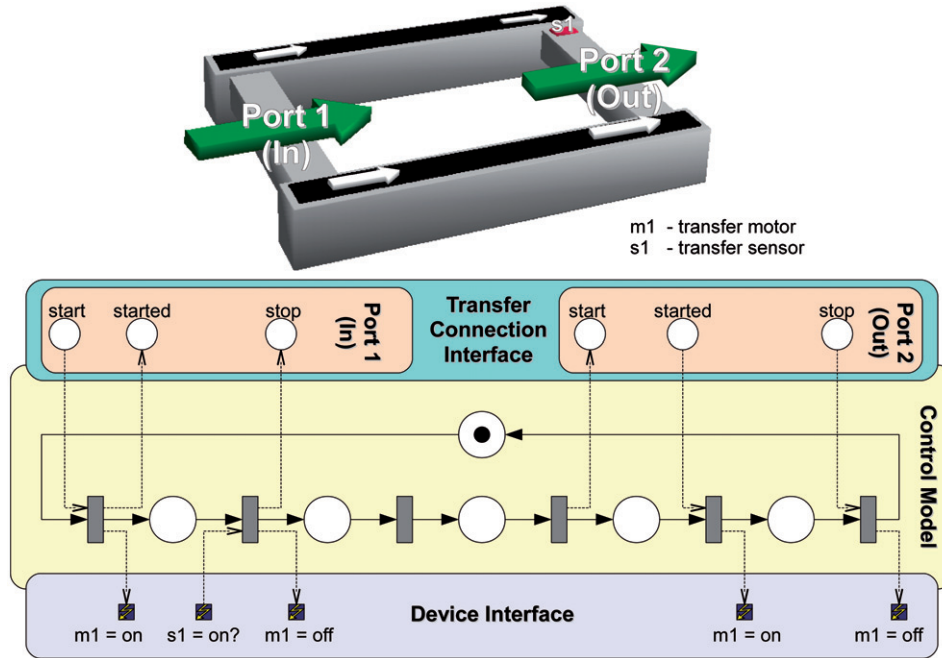 s1
Port 2
(Out)
Port 1
(In)
m1 - transfer motor
s1 - transfer sensor
start
started
stop
Port 1
(In)
Transfer
Connection
Interface
start
started
stop
Port 2
(Out)
Control Model
Device Interface
m1 = on
s1 = on?
m1 = off
m1 = on
m1 = off